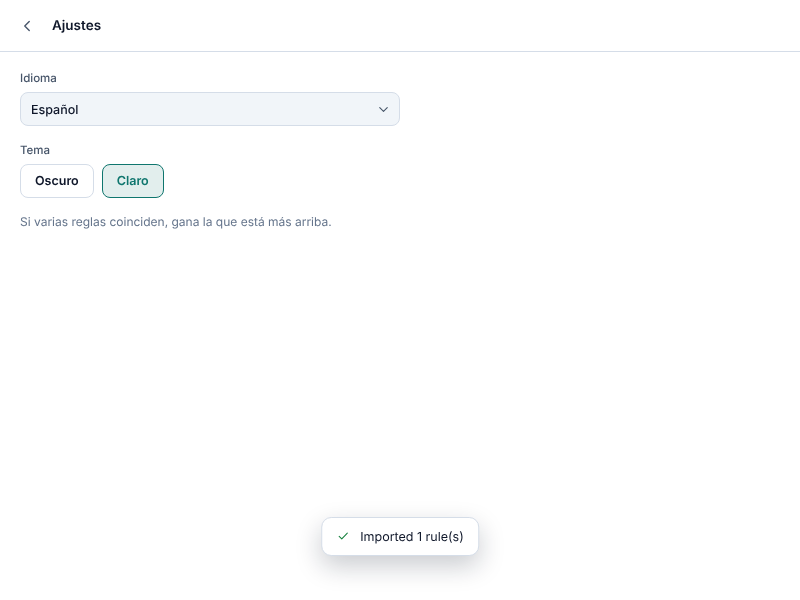 Ajustes
Idioma
Español
Tema
Oscuro
Claro
Si varias reglas coinciden, gana la que está más arriba.
Imported 1 rule(s)